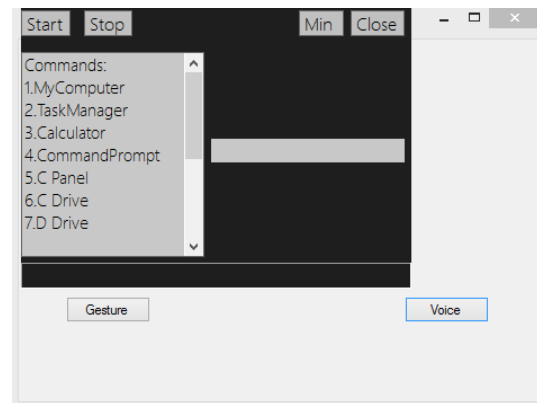 Start Stop Min Close
Commands:
1.MyComputer
2.TaskManager
3.Calculator
4.CommandPrompt
5.C Panel
6.C Drive
7.D Drive
Gesture Voice